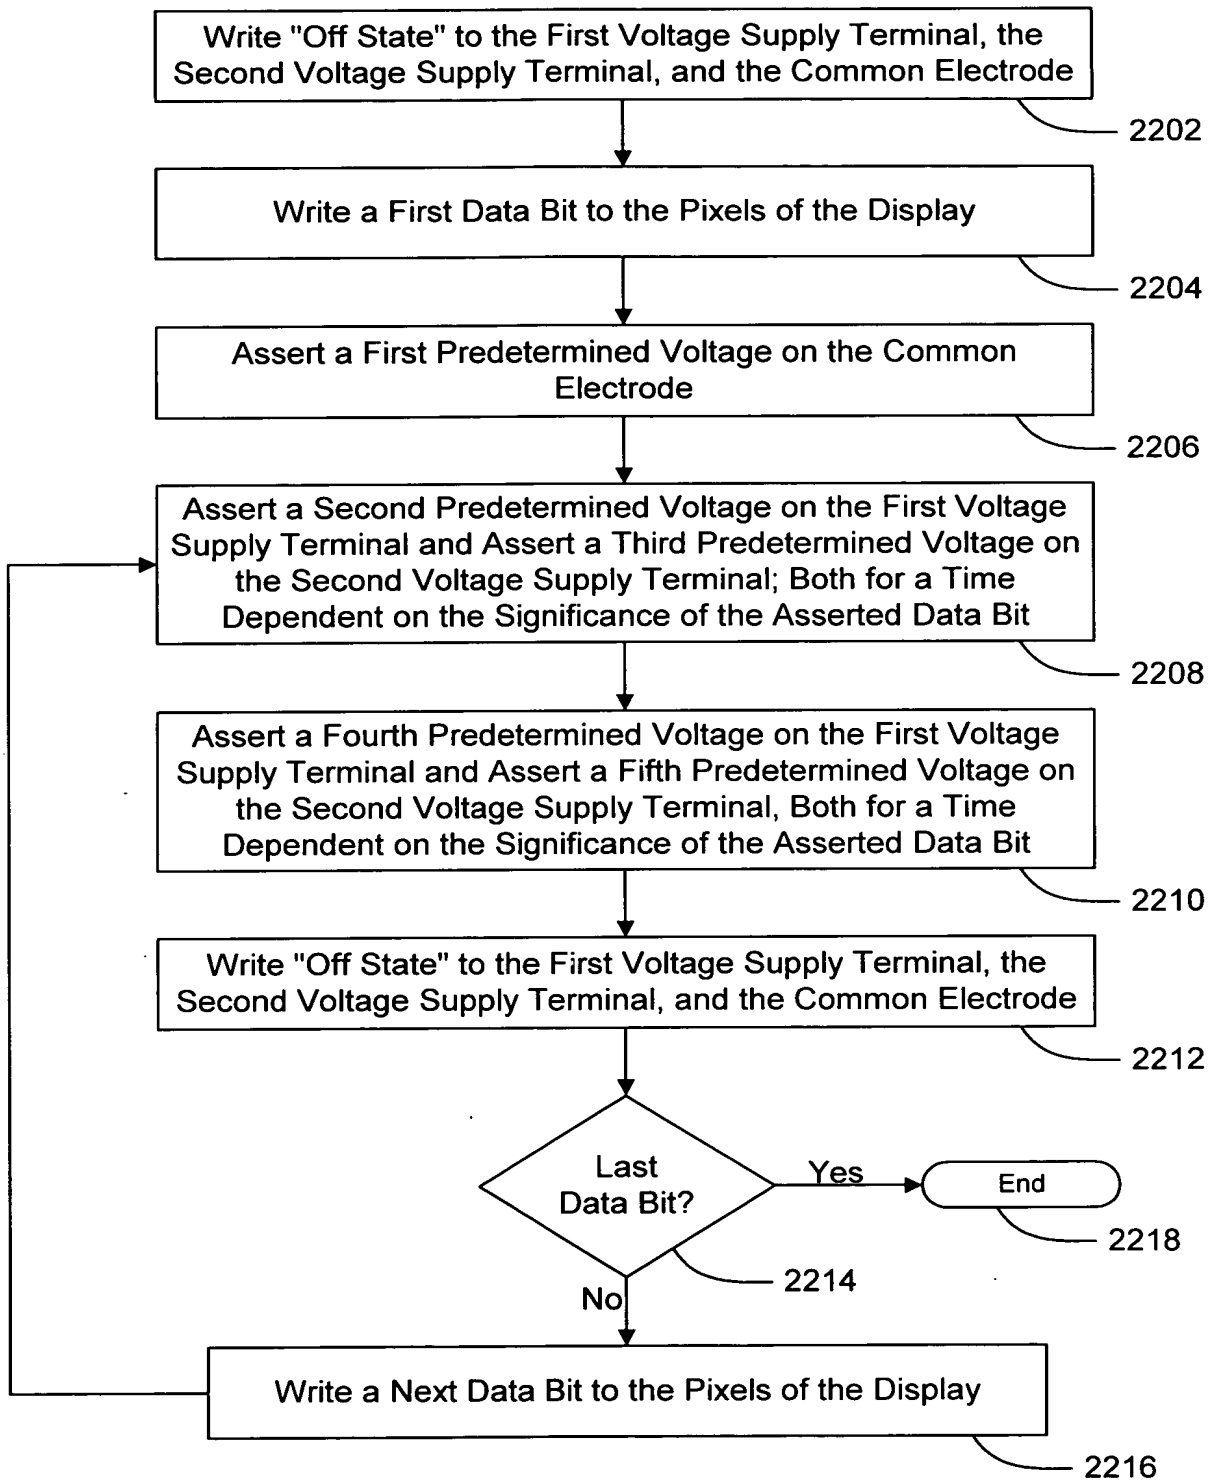 Write "Off State" to the First Voltage Supply Terminal, the
Second Voltage Supply Terminal, and the Common Electrode
2202
Write a First Data Bit to the Pixels of the Display
2204
Assert a First Predetermined Voltage on the Common
Electrode
2206
Assert a Second Predetermined Voltage on the First Voltage
Supply Terminal and Assert a Third Predetermined Voltage on
the Second Voltage Supply Terminal; Both for a Time
Dependent on the Significance of the Asserted Data Bit
2208
Assert a Fourth Predetermined Voltage on the First Voltage
Supply Terminal and Assert a Fifth Predetermined Voltage on
the Second Voltage Supply Terminal, Both for a Time
Dependent on the Significance of the Asserted Data Bit
2210
Write "Off State" to the First Voltage Supply Terminal, the
Second Voltage Supply Terminal, and the Common Electrode
2212
Last
Data Bit?
Yes
End
2218
2214
No
Write a Next Data Bit to the Pixels of the Display
2216